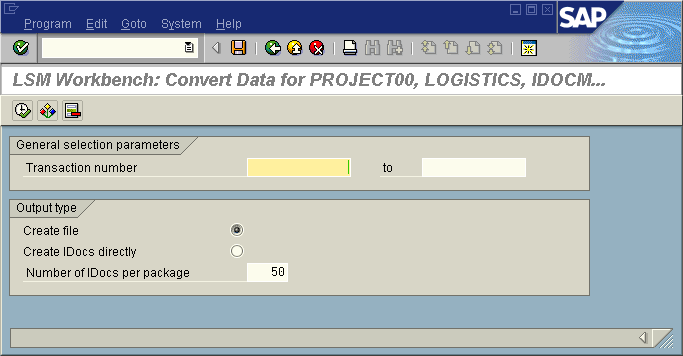 Program Edit Goto System Help
SAP
LSM Workbench: Convert Data for PROJECT00, LOGISTICS, IDOCM...
General selection parameters
Transaction number to
Output type
Create file
Create IDocs directly
Number of IDocs per package 50